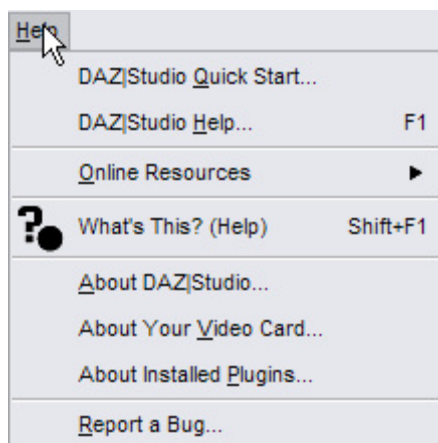 Help
DAZ|Studio Quick Start...
DAZ|Studio Help... F1
Online Resources
What's This? (Help) Shift+F1
About DAZ|Studio...
About Your Video Card...
About Installed Plugins...
Report a Bug...